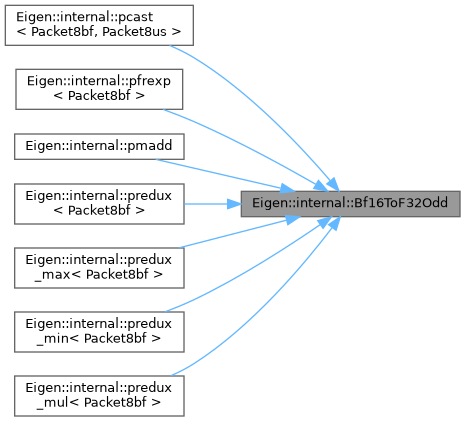 Eigen::internal::pcast
< Packet8bf, Packet8us >
Eigen::internal::pfrexp
< Packet8bf >
Eigen::internal::pmadd
Eigen::internal::predux
< Packet8bf >
Eigen::internal::Bf16ToF32Odd
Eigen::internal::predux
_max< Packet8bf >
Eigen::internal::predux
_min< Packet8bf >
Eigen::internal::predux
_mul< Packet8bf >